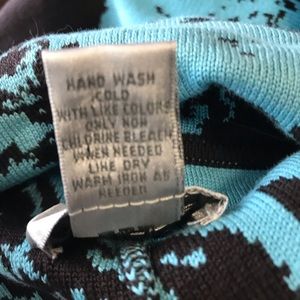 HAND WASH
COLD
WITH LIKE COLORS
ONLY NON
CHLORINE BLEACH
WHEN NEEDED
LINE DRY
WARM IRON AS
NEEDED